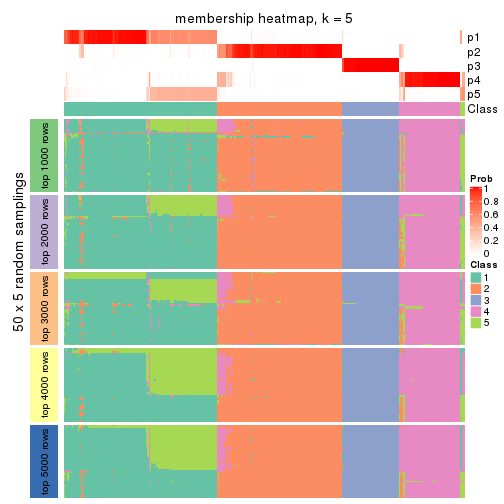 membership heatmap, k = 5
p1
p2
p3
p4
p5
Class
50 x 5 random samplings
top 1000 rows
top 2000 rows
top 3000 rows
top 4000 rows
top 5000 rows
Prob
1
0.8
0.6
0.4
0.2
0
Class
1
2
3
4
5